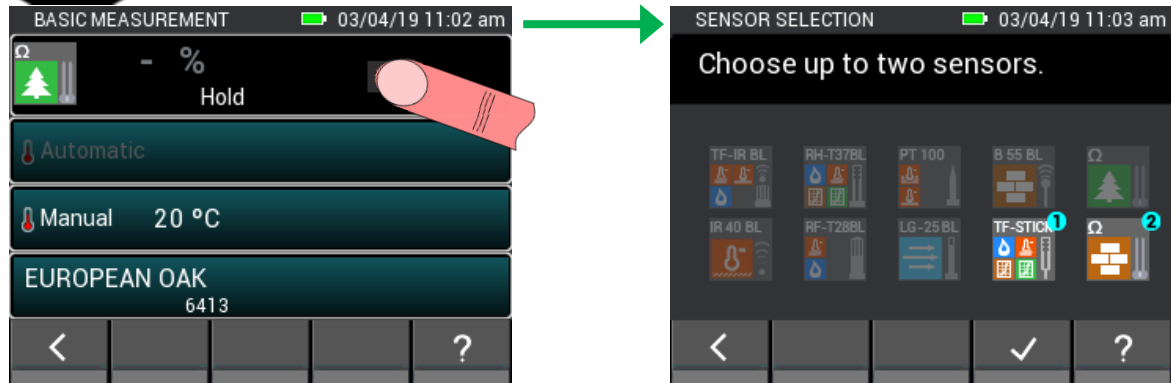 BASIC MEASUREMENT 03/04/19 11:02 am
Ω
- %
Hold
Automatic
Manual 20 ºC
EUROPEAN OAK
6413
?
SENSOR SELECTION 03/04/19 11:03 am
Choose up to two sensors.
TF-IR BL RH-T37BL PT 100 B 55 BL Ω
IR 40 BL RF-T28BL LG-25BL TF-STICK 1 Ω 2
?